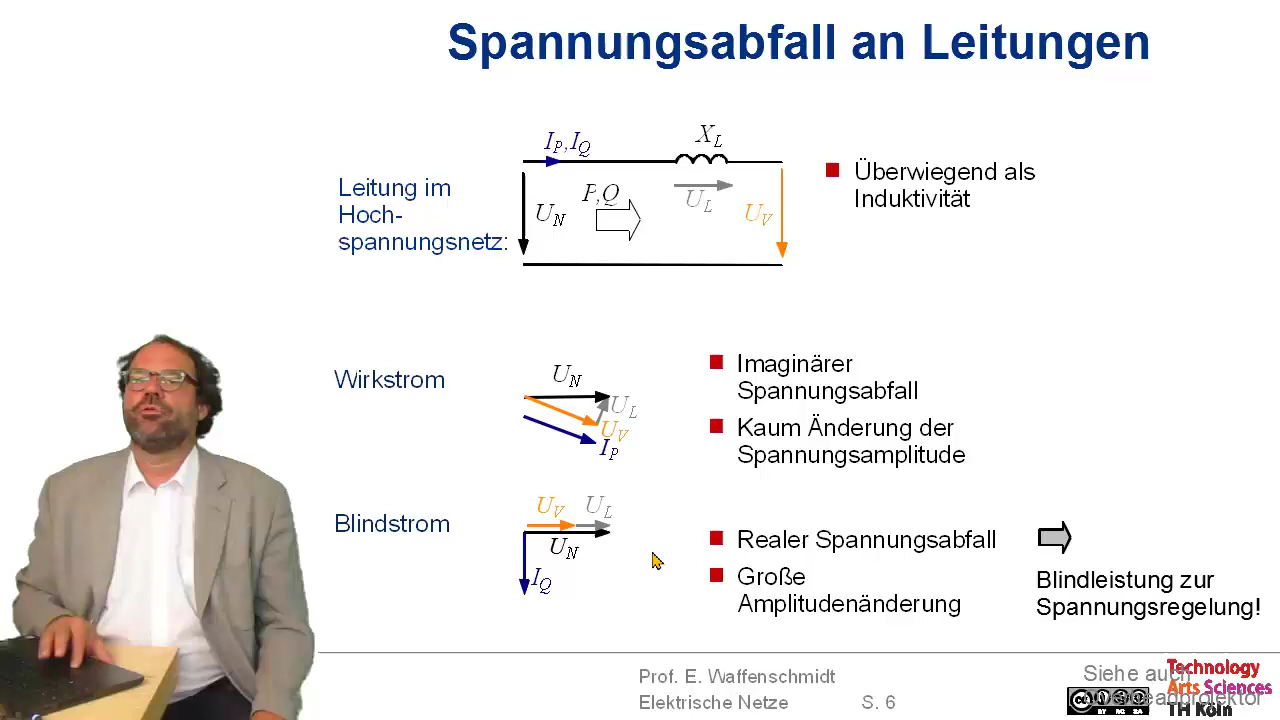 Spannungsabfall an Leitungen
I_P, I_Q
X_L
Leitung im
Hoch-
spannungsnetz:
U_N
P,Q
U_L
U_V
Überwiegend als
Induktivität
Wirkstrom
U_N
U_L
U_V
I_P
Imaginärer
Spannungsabfall
Kaum Änderung der
Spannungsamplitude
Blindstrom
U_V
U_L
U_N
I_Q
Realer Spannungsabfall
Große
Amplitudenänderung
Blindleistung zur
Spannungsregelung!
Prof. E. Waffenschmidt
Elektrische Netze
S. 6
Siehe auch
Technology
Arts Sciences
TH Köln